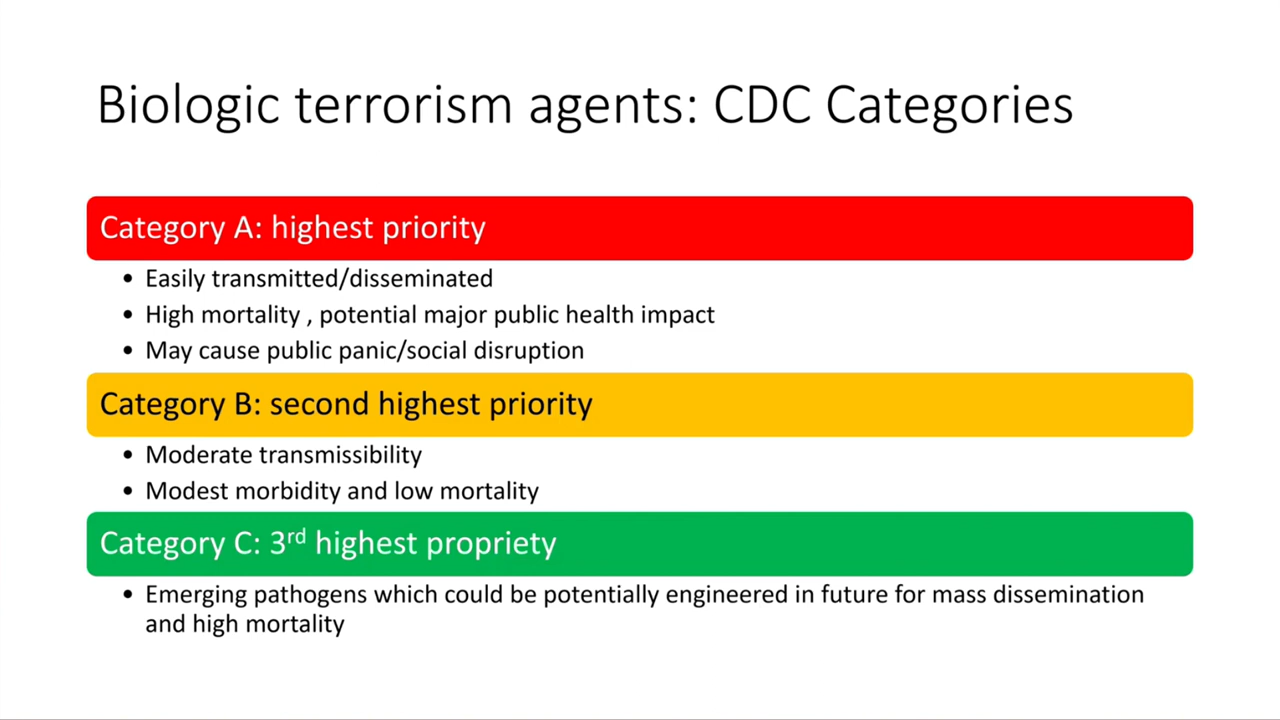 Biologic terrorism agents: CDC Categories
Category A: highest priority
• Easily transmitted/disseminated
• High mortality , potential major public health impact
• May cause public panic/social disruption
Category B: second highest priority
• Moderate transmissibility
• Modest morbidity and low mortality
Category C: 3rd highest propriety
• Emerging pathogens which could be potentially engineered in future for mass dissemination
and high mortality